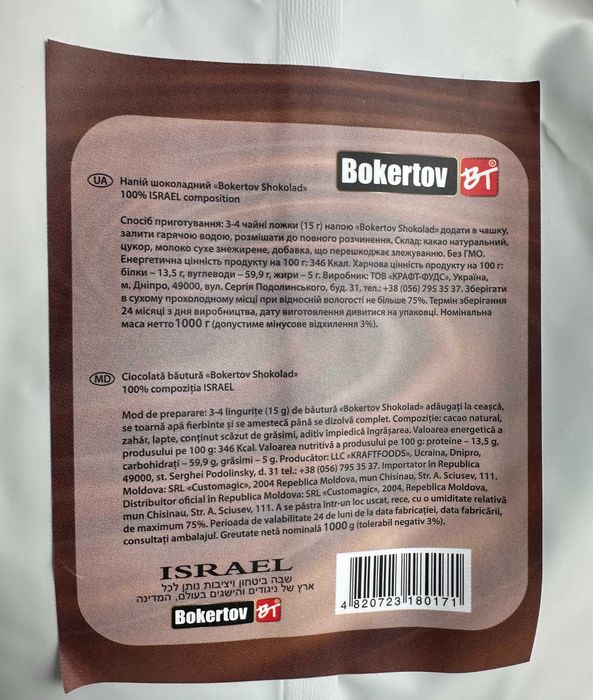 Bokertov BT®
UA Напій шоколадний «Bokertov Shokolad»
100% ISRAEL composition
Спосіб приготування: 3-4 чайні ложки (15 г) напою «Bokertov Shokolad» додати в чашку,
залити гарячою водою, розмішати до повного розчинення. Склад: какао натуральний,
цукор, молоко сухе знежирене, добавка, що перешкоджає злежуванню. Без ГМО.
Енергетична цінність продукту на 100 г: 346 Ккал. Харчова цінність продукту на 100 г:
білки – 13,5 г, вуглеводи – 59,9 г, жири – 5 г. Виробник: ТОВ «КРАФТ-ФУДС», Україна,
м. Дніпро, 49000, вул. Сергія Подолинського, буд. 31, тел.: +38 (056) 795 35 37. Зберігати
в сухому прохолодному місці при відносній вологості не більше 75%. Термін зберігання
24 місяці з дня виробництва, дату виготовлення дивитися на упаковці. Номінальна
маса нетто 1000 г (допустиме мінусове відхилення 3%).
MD Ciocolată băutură «Bokertov Shokolad»
100% compoziția ISRAEL
Mod de preparare: 3-4 lingurițe (15 g) de băutură «Bokertov Shokolad» adăugați la ceașcă,
se toarnă apă fierbinte și se amestecă până se dizolvă complet. Compoziție: cacao natural,
zahăr, lapte, conținut scăzut de grăsimi, aditiv împiedică îngrășarea. Valoarea energetică a
produsului pe 100 g: 346 Kcal. Valoarea nutritivă a produsului pe 100 g: proteine – 13,5 g,
carbohidrați – 59,9 g, grăsimi – 5 g. Producător: LLC «KRAFTFOODS», Ucraina, Dnipro,
49000, st. Serghei Podolinsky, d. 31 tel.: +38 (056) 795 35 37. Importator în Republica
Moldova: SRL «Customagic», 2004 Republica Moldova, mun Chisinau, Str. A. Sciusev, 111.
Distribuitor oficial în Republica Moldova: SRL «Customagic», 2004, Republica Moldova,
mun Chisinau, Str. A. Sciusev, 111. A se păstra într-un loc uscat, rece, cu o umiditate relativă
de maximum 75%. Perioada de valabilitate 24 de luni de la data fabricației, data fabricării,
consultați ambalajul. Greutate netă nominală 1000 g (tolerabil negativ 3%).
ISRAEL
שבה ביטחון ויציבות נותן לכל
ארץ של ניגודים והישגים בעולם, המדינה
Bokertov BT
4 820723 180171